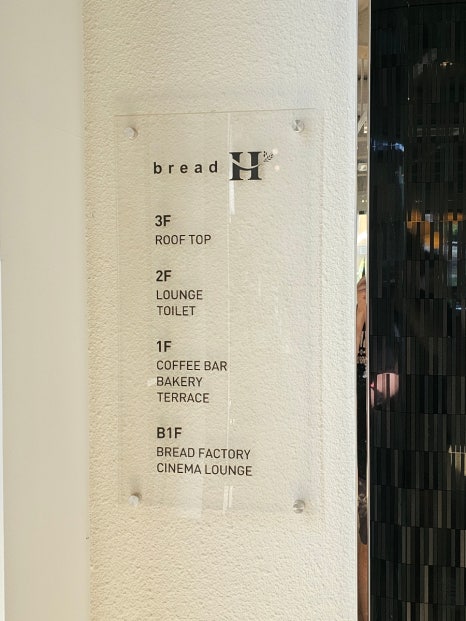 bread H
3F
ROOF TOP
2F
LOUNGE
TOILET
1F
COFFEE BAR
BAKERY
TERRACE
B1F
BREAD FACTORY
CINEMA LOUNGE